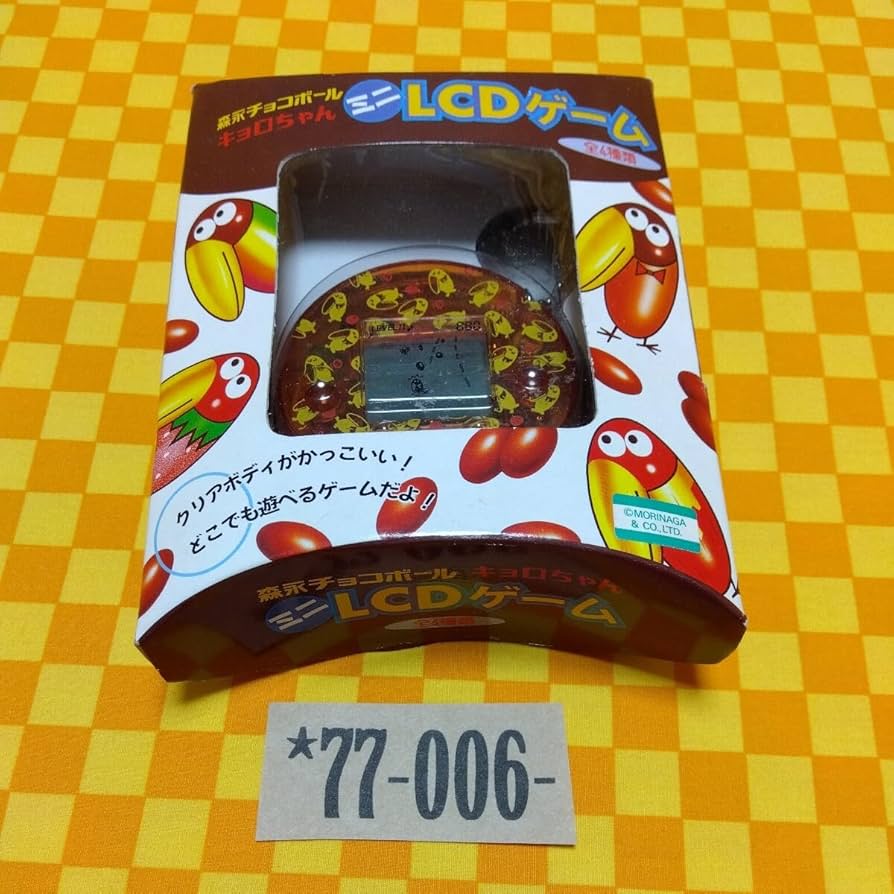 森永チョコボール
キョロちゃん
ミニLCDゲーム
全4種類
クリアボディがかっこいい!
どこでも遊べるゲームだよ!
©MORINAGA
& CO.,LTD.
森永チョコボール キョロちゃん
ミニLCDゲーム
全4種類
*77-006-